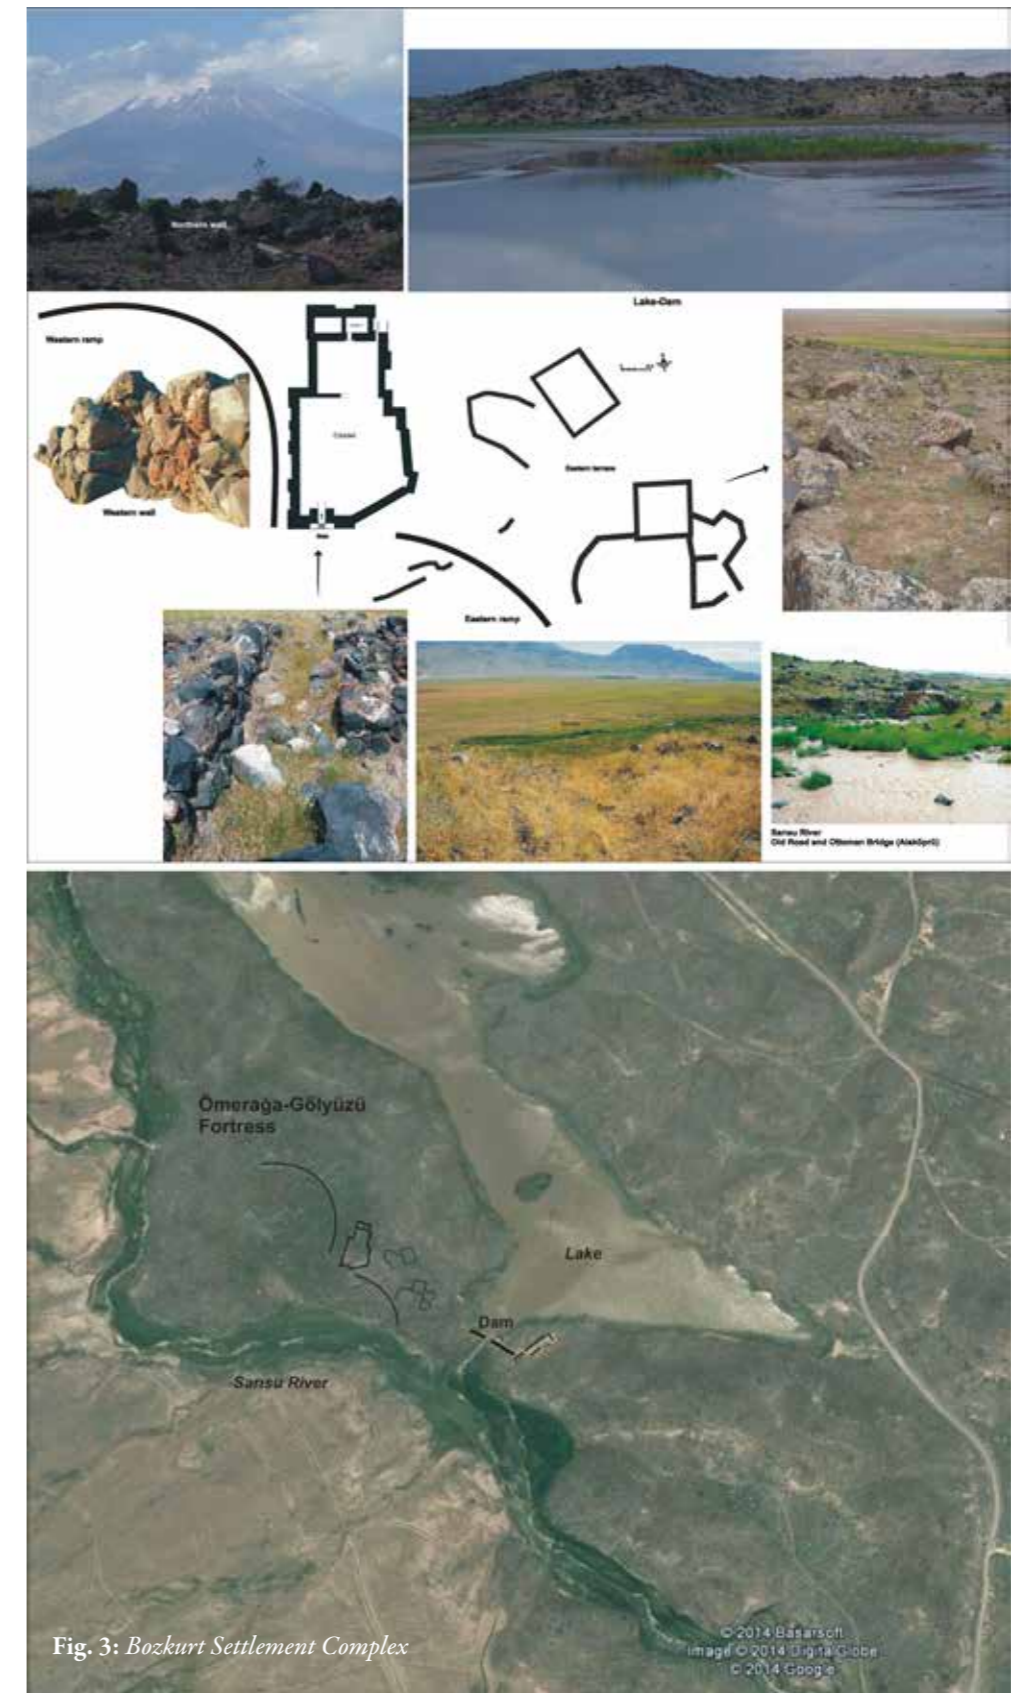 Northern wall
Lake-Dam
Western ramp
Citadel
Western wall
Eastern terrace
Eastern ramp
Sarısu River
Old Road and Ottoman Bridge (Alaköprü)
Ömerağa-Gölyüzü
Fortress
Lake
Dam
Sarısu River
Fig. 3: Bozkurt Settlement Complex
© 2014 Basarsoft
Image © 2014 DigitalGlobe
© 2014 Google